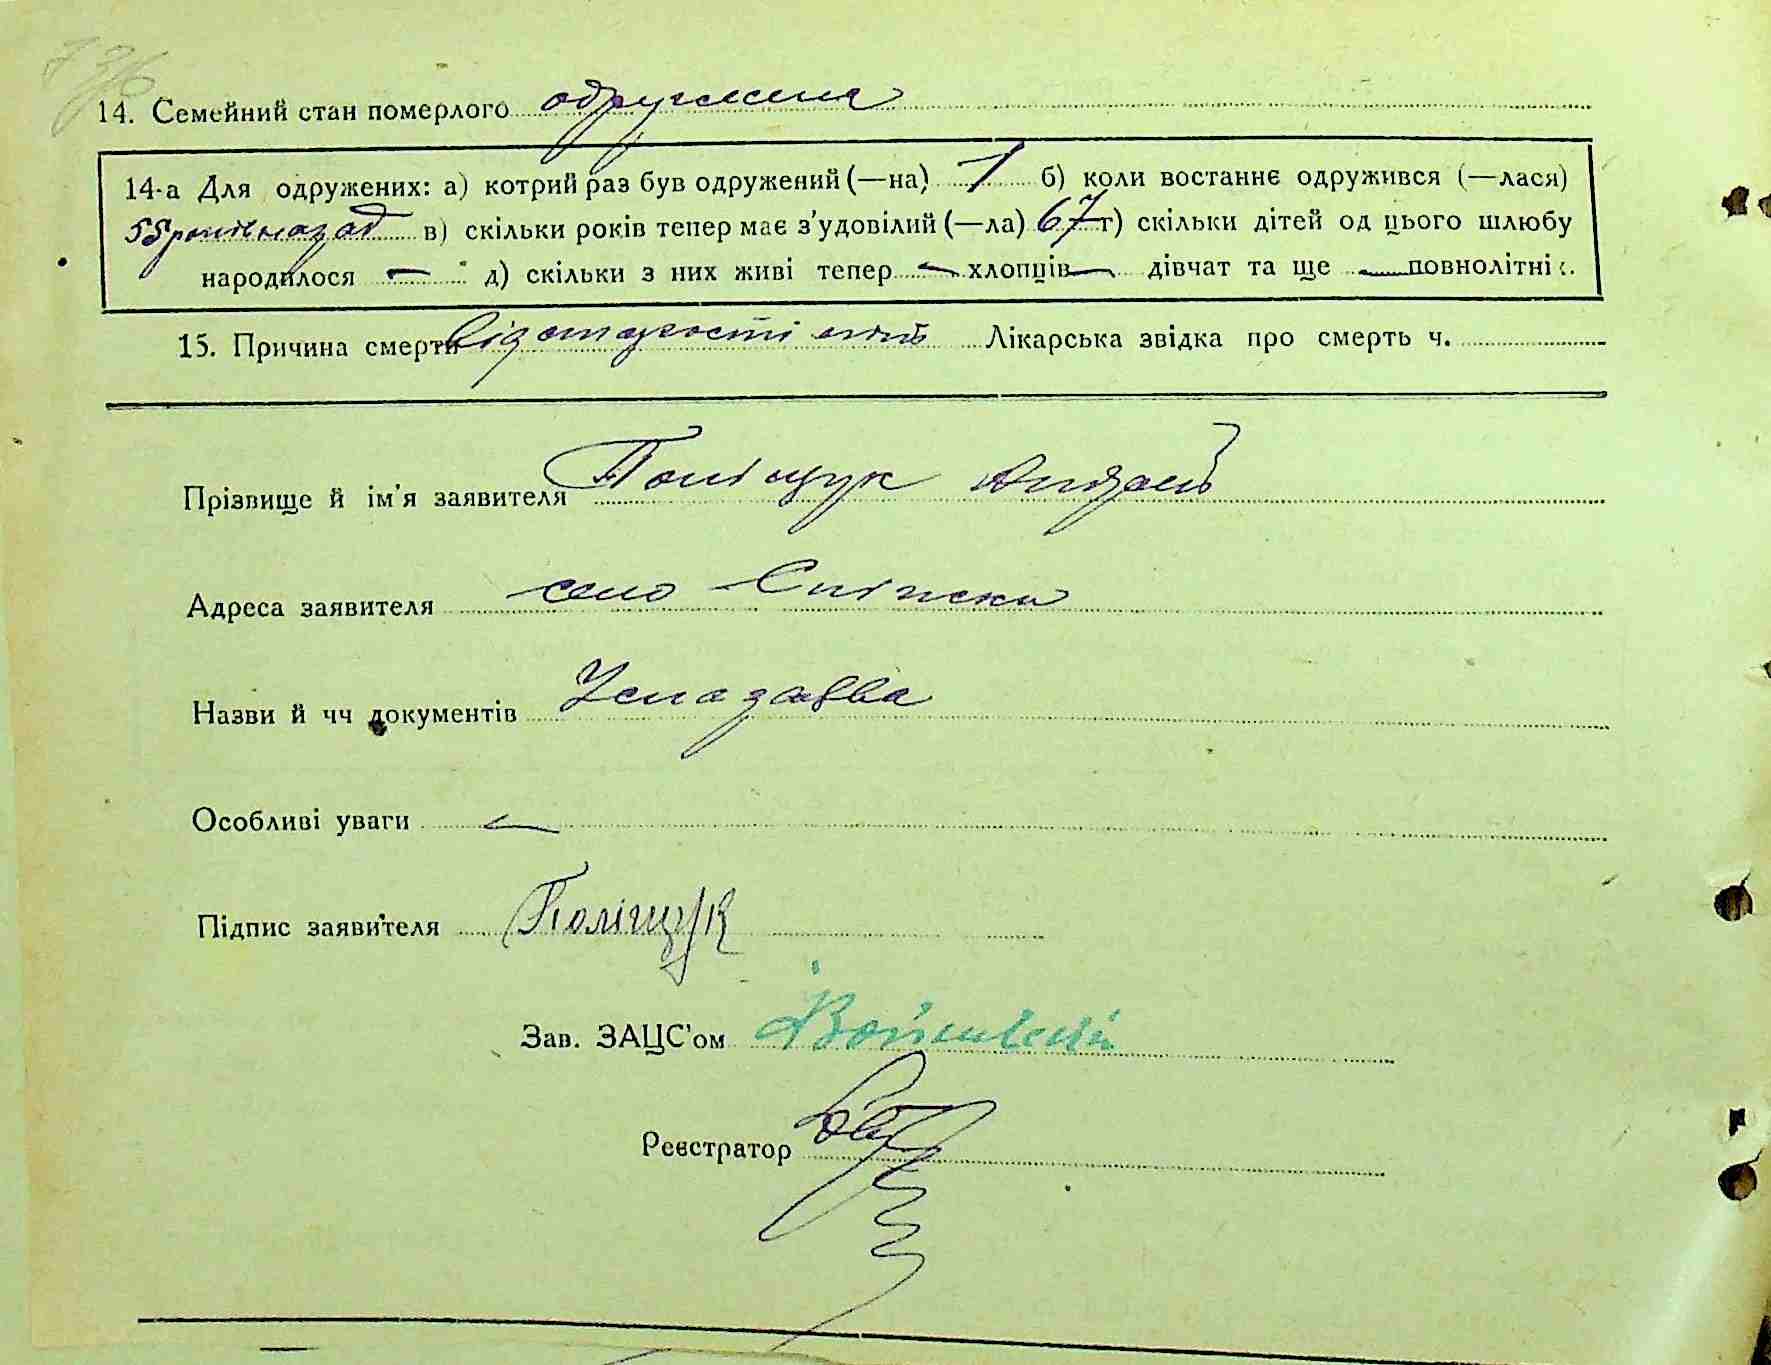 14. Семейний стан померлого одружена
14-а Для одружених: а) котрий раз був одружений (—на) 1 б) коли востаннє одружився (—лася)
55 років назад в) скільки років тепер має з'удовілий (—ла) 67 г) скільки дітей од цього шлюбу
народилося — д) скільки з них живі тепер — хлопців — дівчат та ще — повнолітніх.
15. Причина смерти від старости Лікарська звідка про смерть ч.
Прізвище й ім'я заявителя Поліщук Андрей
Адреса заявителя село
Назви й чч документів Усна заява
Особливі уваги —
Підпис заявителя Поліщук
Зав. ЗАЦС'ом
Реєстратор